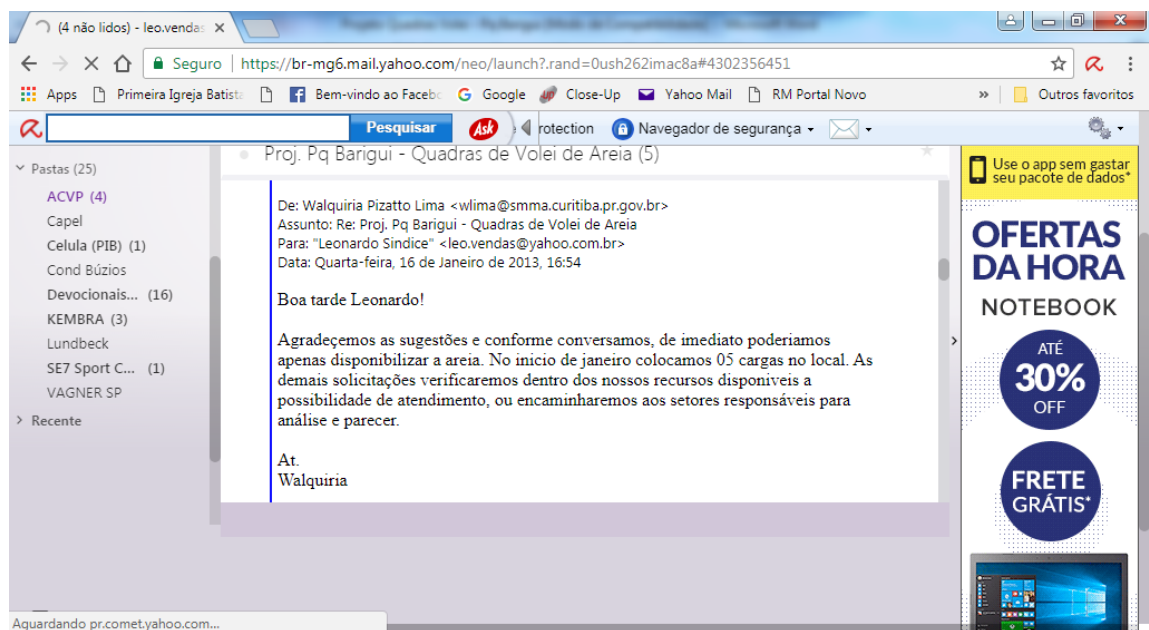 (4 não lidos) - leo.vendas
Seguro | https://br-mg6.mail.yahoo.com/neo/launch?.rand=0ush262imac8a#4302356451
Apps Primeira Igreja Batista Bem-vindo ao Facebo Google Close-Up Yahoo Mail RM Portal Novo » Outros favoritos
Pesquisar Ask rotection Navegador de segurança
Pastas (25)
ACVP (4)
Capel
Celula (PIB) (1)
Cond Búzios
Devocionais... (16)
KEMBRA (3)
Lundbeck
SE7 Sport C... (1)
VAGNER SP
Recente
Proj. Pq Barigui - Quadras de Volei de Areia (5)
De: Walquiria Pizatto Lima <wlima@smma.curitiba.pr.gov.br>
Assunto: Re: Proj. Pq Barigui - Quadras de Volei de Areia
Para: "Leonardo Sindice" <leo.vendas@yahoo.com.br>
Data: Quarta-feira, 16 de Janeiro de 2013, 16:54
Boa tarde Leonardo!
Agradeçemos as sugestões e conforme conversamos, de imediato poderiamos
apenas disponibilizar a areia. No inicio de janeiro colocamos 05 cargas no local. As
demais solicitações verificaremos dentro dos nossos recursos disponiveis a
possibilidade de atendimento, ou encaminharemos aos setores responsáveis para
análise e parecer.
At.
Walquiria
Use o app sem gastar
seu pacote de dados*
OFERTAS
DA HORA
NOTEBOOK
ATÉ
30%
OFF
FRETE
GRÁTIS*
Aguardando pr.comet.yahoo.com...